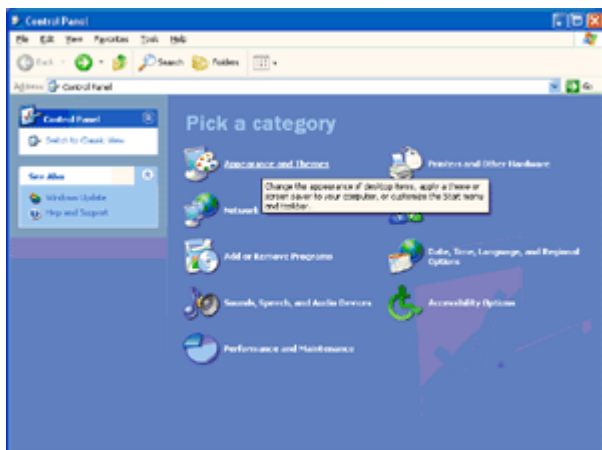 Control Panel
File Edit View Favorites Tools Help
Back Search Folders
Address Control Panel Go
Control Panel
Switch to Classic View
See Also
Windows Update
Help and Support
Pick a category
Appearance and Themes
Printers and Other Hardware
Change the appearance of desktop items, apply a theme or
screen saver to your computer, or customize the Start menu
and taskbar.
Network
Add or Remove Programs
Date, Time, Language, and Regional
Options
Sounds, Speech, and Audio Devices
Accessibility Options
Performance and Maintenance